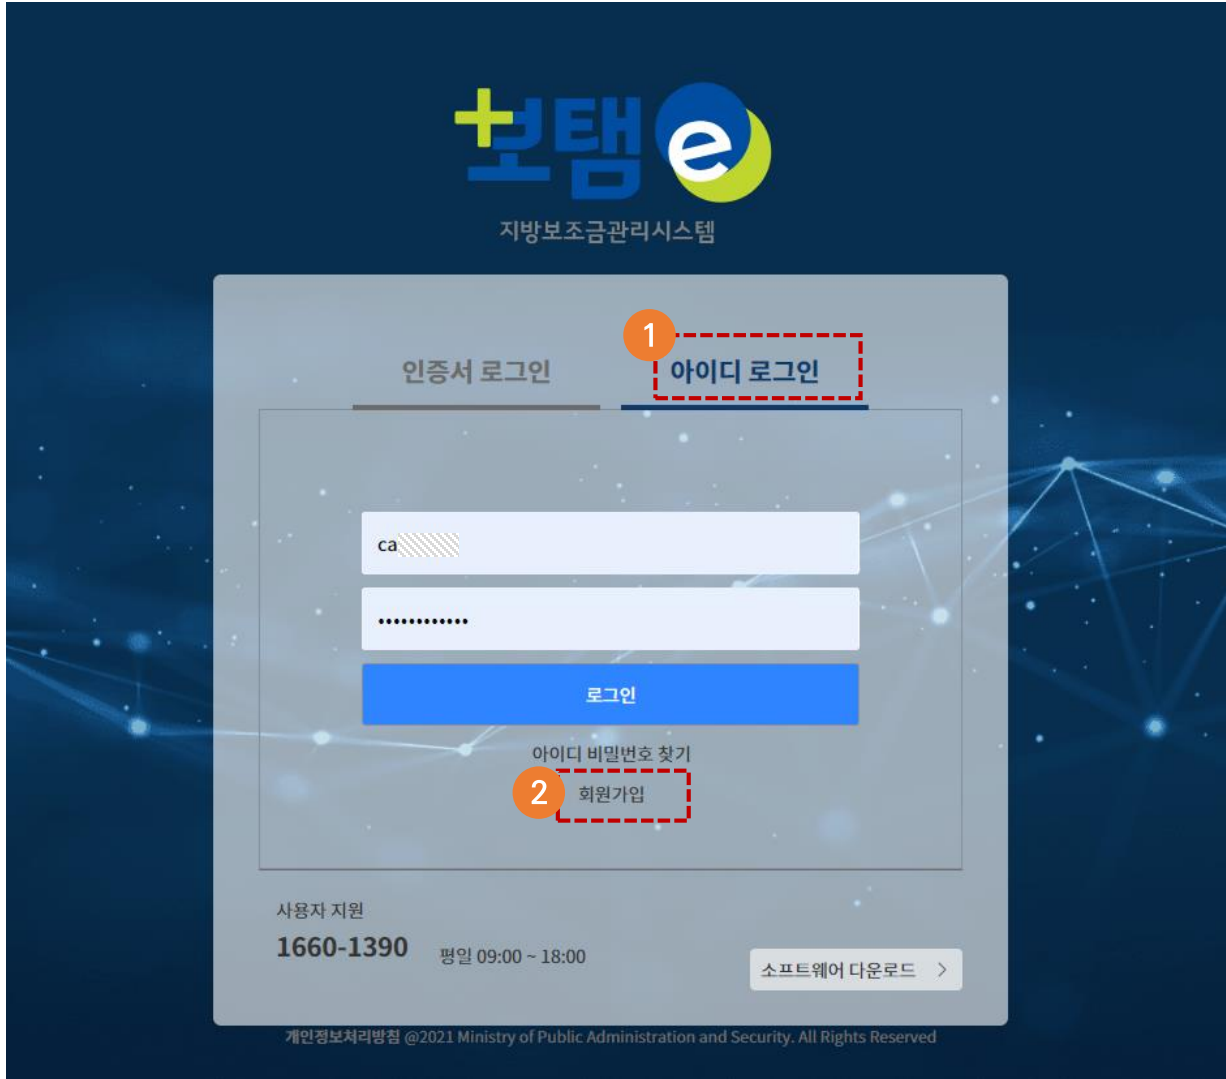 보탬e
지방보조금관리시스템
1
인증서 로그인 아이디 로그인
ca
••••••••••••
로그인
아이디 비밀번호 찾기
2 회원가입
사용자 지원
1660-1390 평일 09:00 ~ 18:00
소프트웨어 다운로드 >
개인정보처리방침 @2021 Ministry of Public Administration and Security. All Rights Reserved